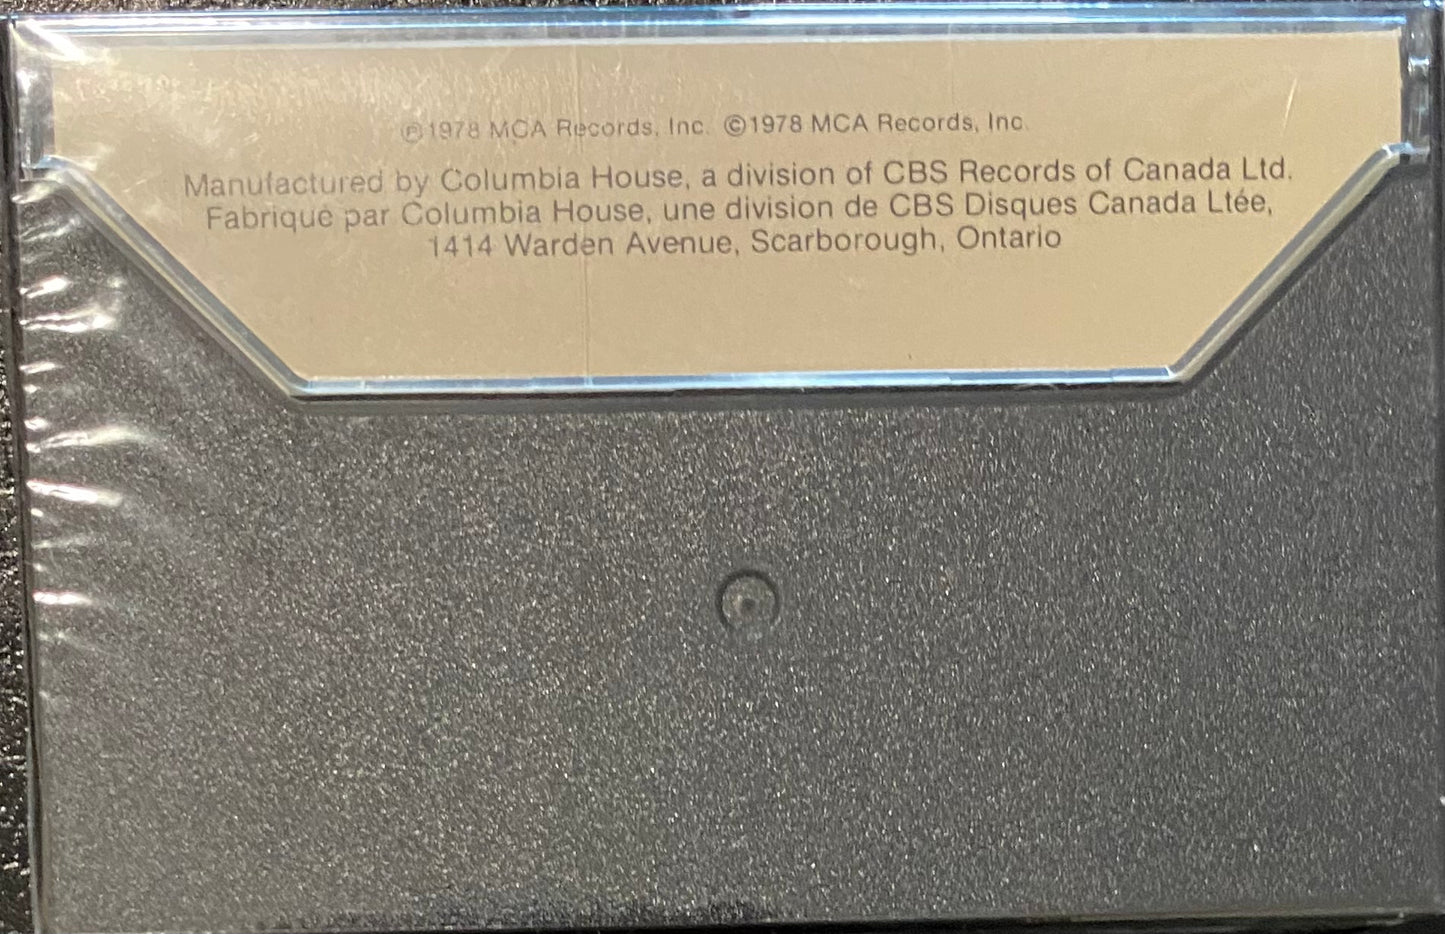 ℗1978 MCA Records, Inc. ©1978 MCA Records, Inc.
Manufactured by Columbia House, a division of CBS Records of Canada Ltd.
Fabriqué par Columbia House, une division de CBS Disques Canada Ltée,
1414 Warden Avenue, Scarborough, Ontario